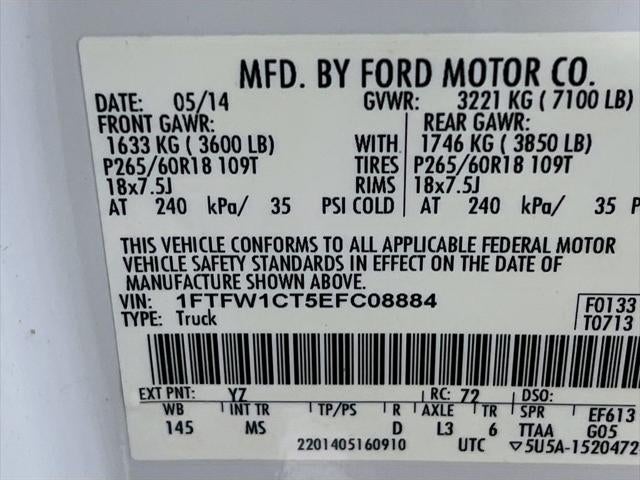 MFD. BY FORD MOTOR CO.
DATE: 05/14 GVWR: 3221 KG ( 7100 LB)
FRONT GAWR: REAR GAWR:
1633 KG ( 3600 LB) WITH 1746 KG ( 3850 LB)
P265/60R18 109T TIRES P265/60R18 109T
18x7.5J RIMS 18x7.5J
AT 240 kPa/ 35 PSI COLD AT 240 kPa/ 35 P
THIS VEHICLE CONFORMS TO ALL APPLICABLE FEDERAL MOTOR
VEHICLE SAFETY STANDARDS IN EFFECT ON THE DATE OF
MANUFACTURE SHOWN ABOVE.
VIN: 1FTFW1CT5EFC08884 F0133
TYPE: Truck T0713
EXT PNT: YZ RC: 72 DSO:
WB INT TR TP/PS R AXLE TR SPR EF613
145 MS D L3 6 TTAA G05
2201405160910 UTC ▽5U5A-1520472